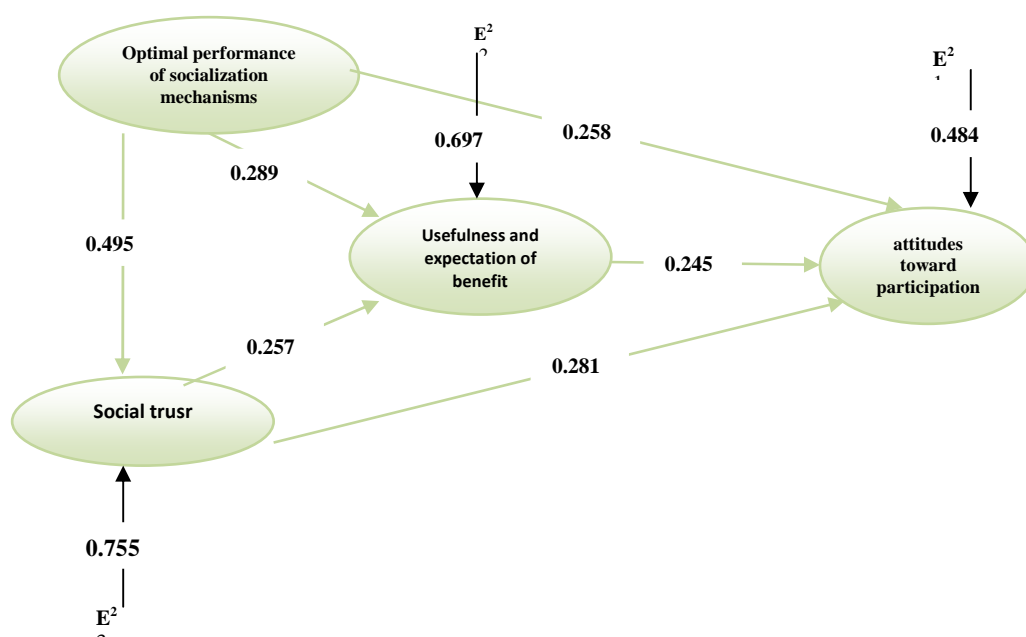 Optimal performance
of socialization
mechanisms
E²
E²
0.258
0.697
0.484
0.289
Usefulness and
expectation of
benefit
attitudes
toward
participation
0.495
0.245
0.257
0.281
Social trusr
0.755
E²